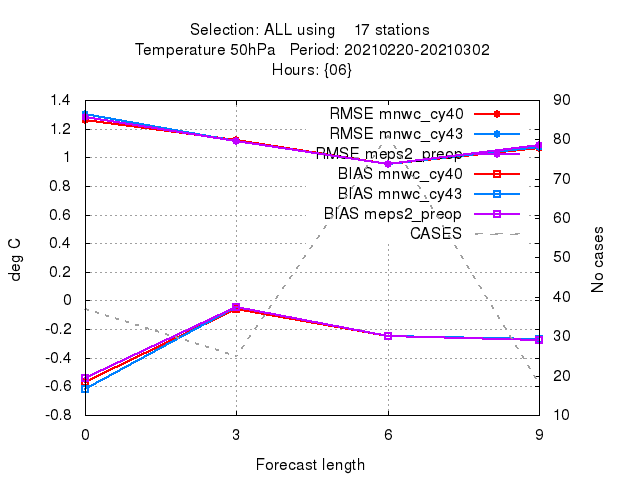 Selection: ALL using 17 stations
Temperature 50hPa Period: 20210220-20210302
Hours: {06}
1.4
1.2
1
0.8
0.6
0.4
0.2
0
-0.2
-0.4
-0.6
-0.8
deg C
RMSE mnwc_cy40
RMSE mnwc_cy43
RMSE meps2_preop
BIAS mnwc_cy40
BIAS mnwc_cy43
BIAS meps2_preop
CASES
90
80
70
60
50
40
30
20
10
No cases
0 3 6 9
Forecast length